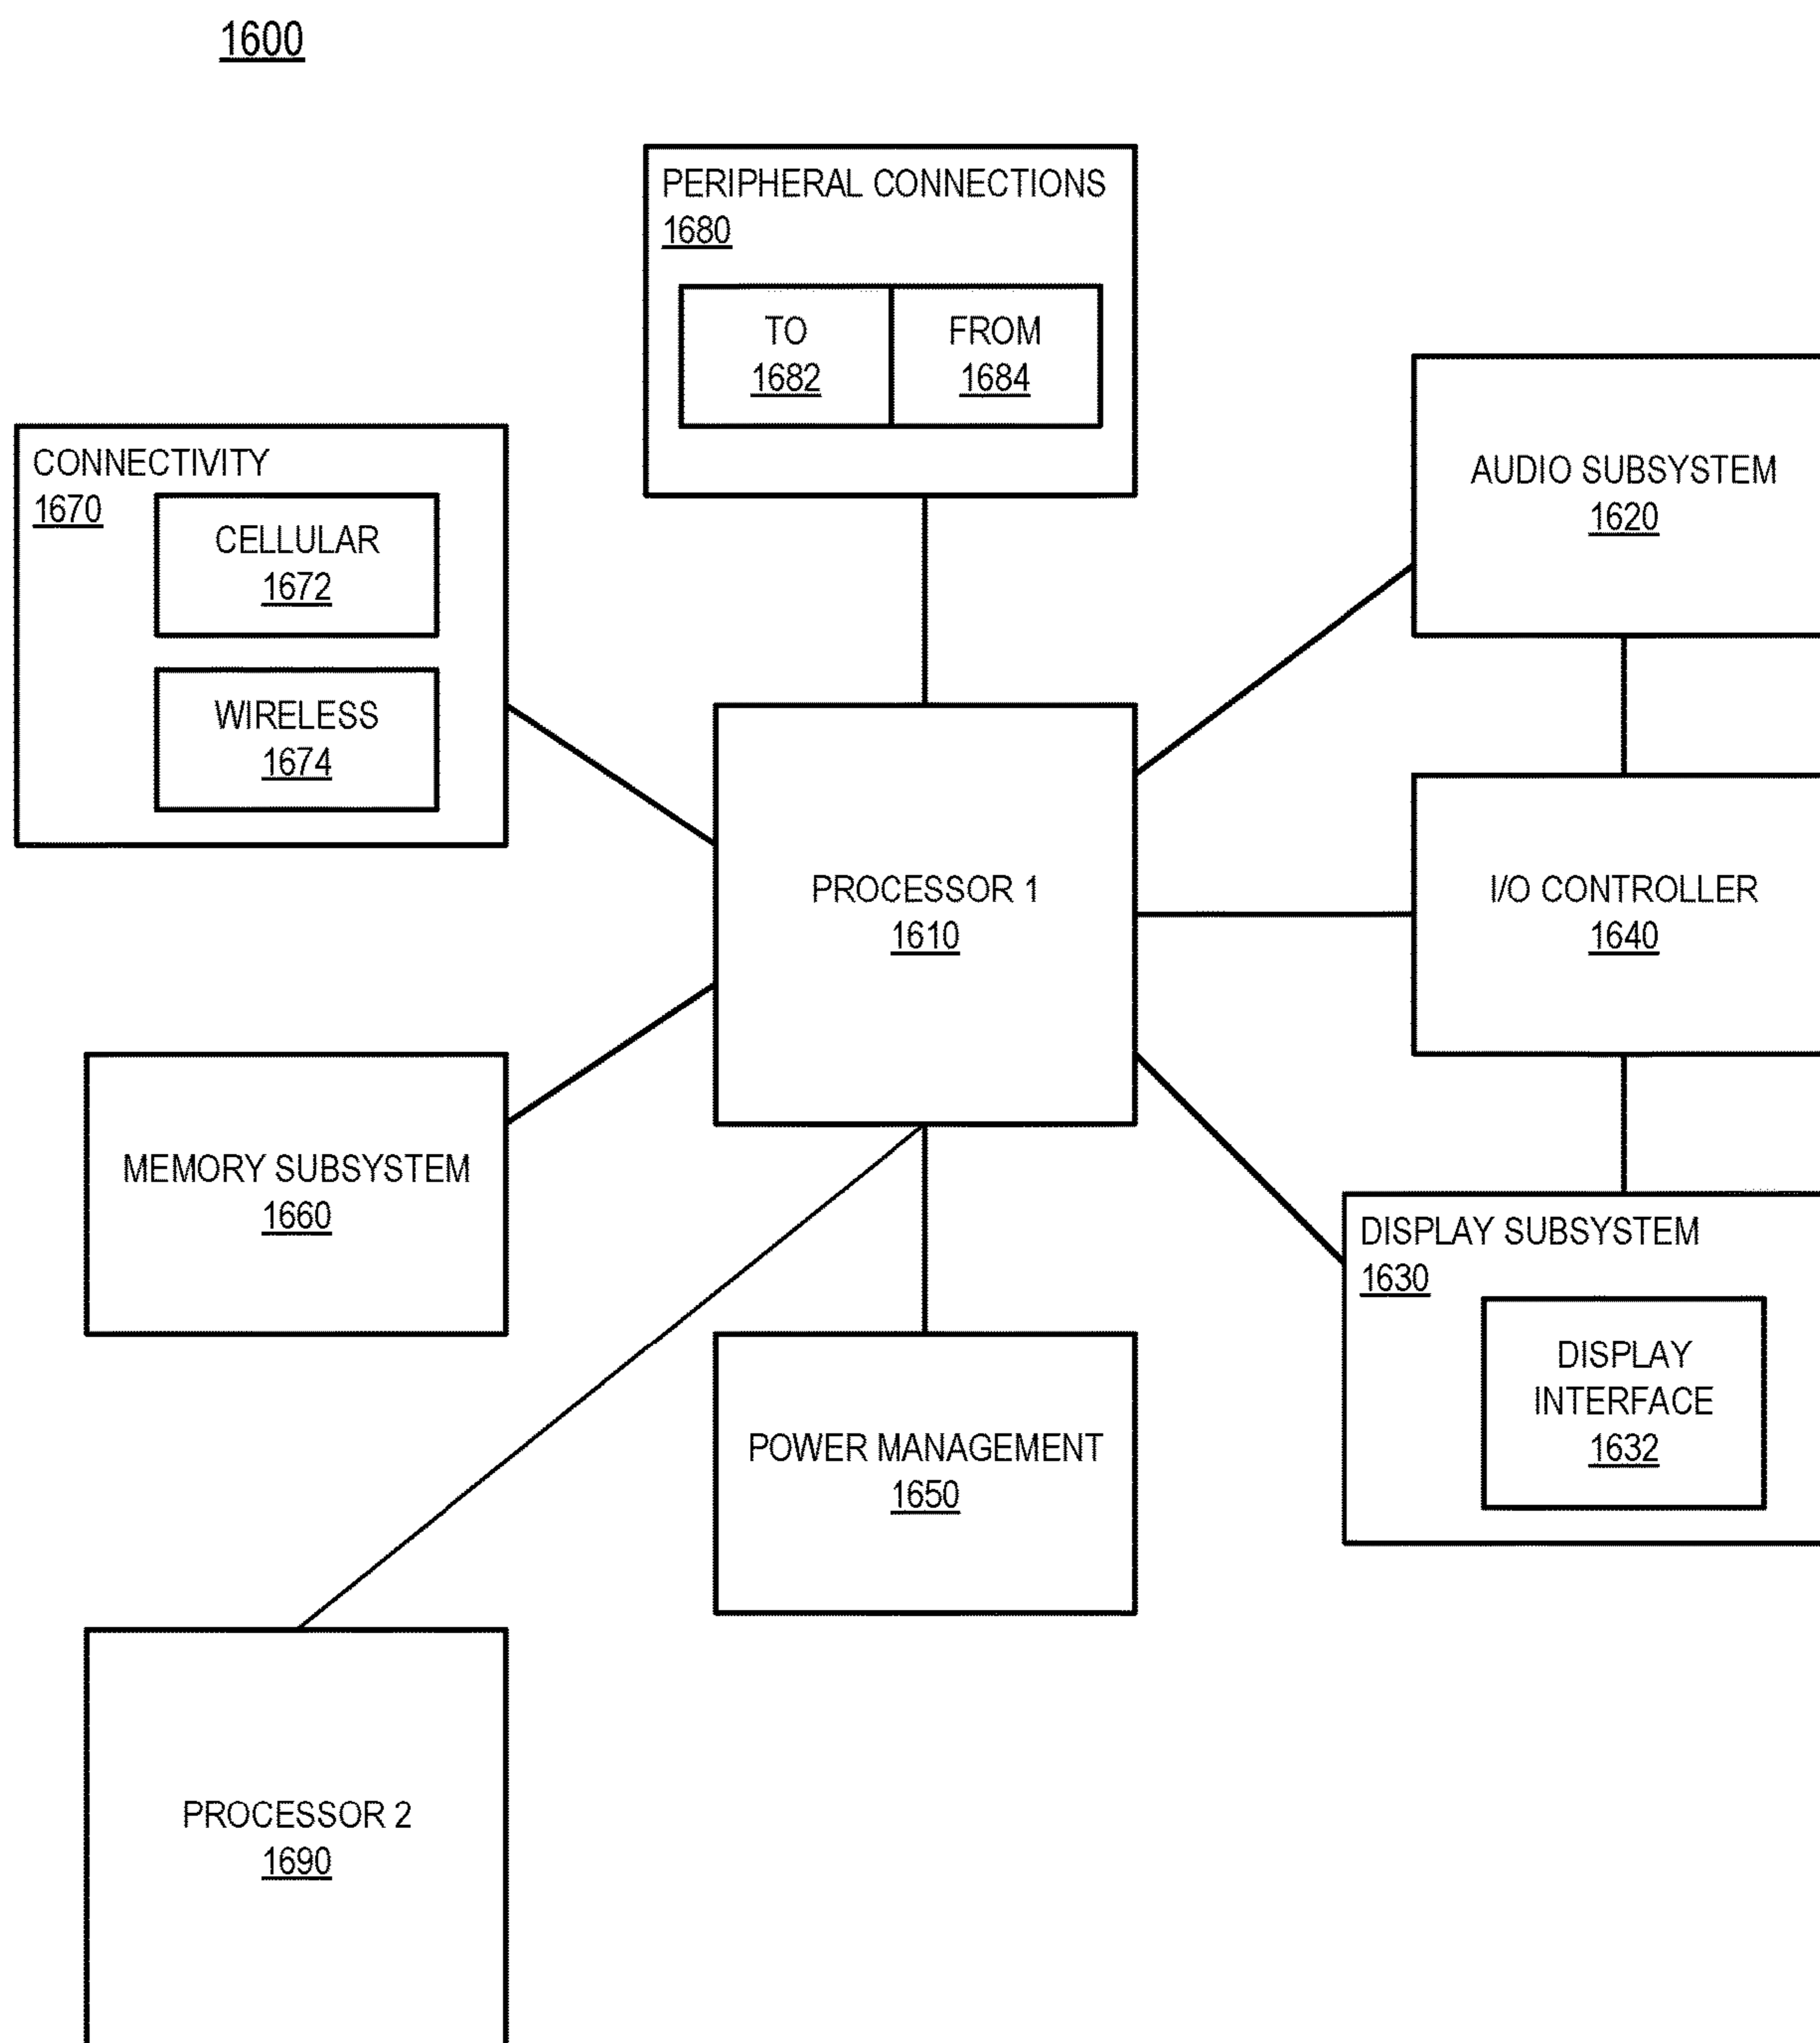 1600
PERIPHERAL CONNECTIONS
1680
TO
1682
FROM
1684
CONNECTIVITY
1670
CELLULAR
1672
WIRELESS
1674
AUDIO SUBSYSTEM
1620
PROCESSOR 1
1610
I/O CONTROLLER
1640
MEMORY SUBSYSTEM
1660
DISPLAY SUBSYSTEM
1630
DISPLAY
INTERFACE
1632
POWER MANAGEMENT
1650
PROCESSOR 2
1690